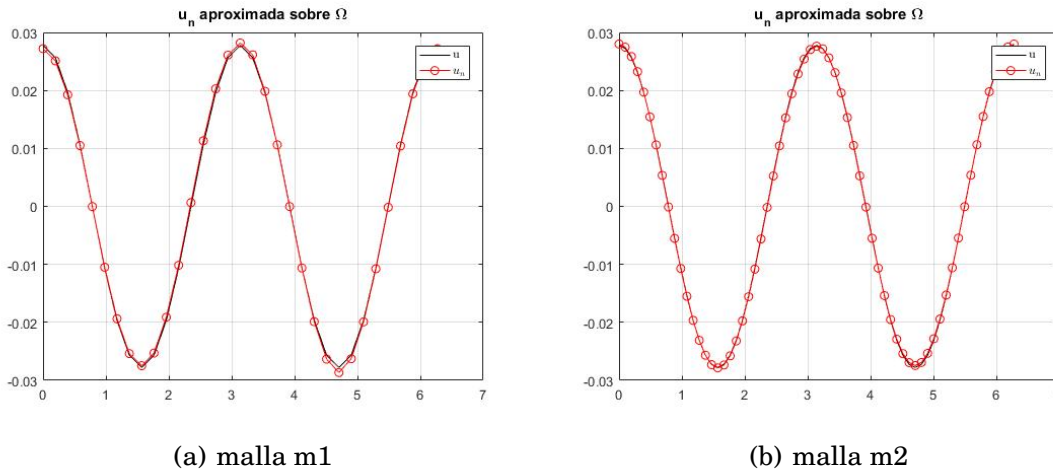 u_n aproximada sobre Ω
0.03
0.02
0.01
0
-0.01
-0.02
-0.03
0 1 2 3 4 5 6 7
u
u_n
(a) malla m1
u_n aproximada sobre Ω
0.03
0.02
0.01
0
-0.01
-0.02
-0.03
0 1 2 3 4 5 6 7
u
u_n
(b) malla m2